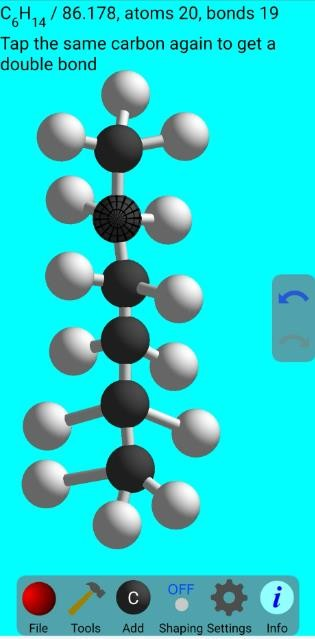 C₆H₁₄ / 86.178, atoms 20, bonds 19
Tap the same carbon again to get a
double bond
OFF
C
i
File Tools Add Shaping Settings Info